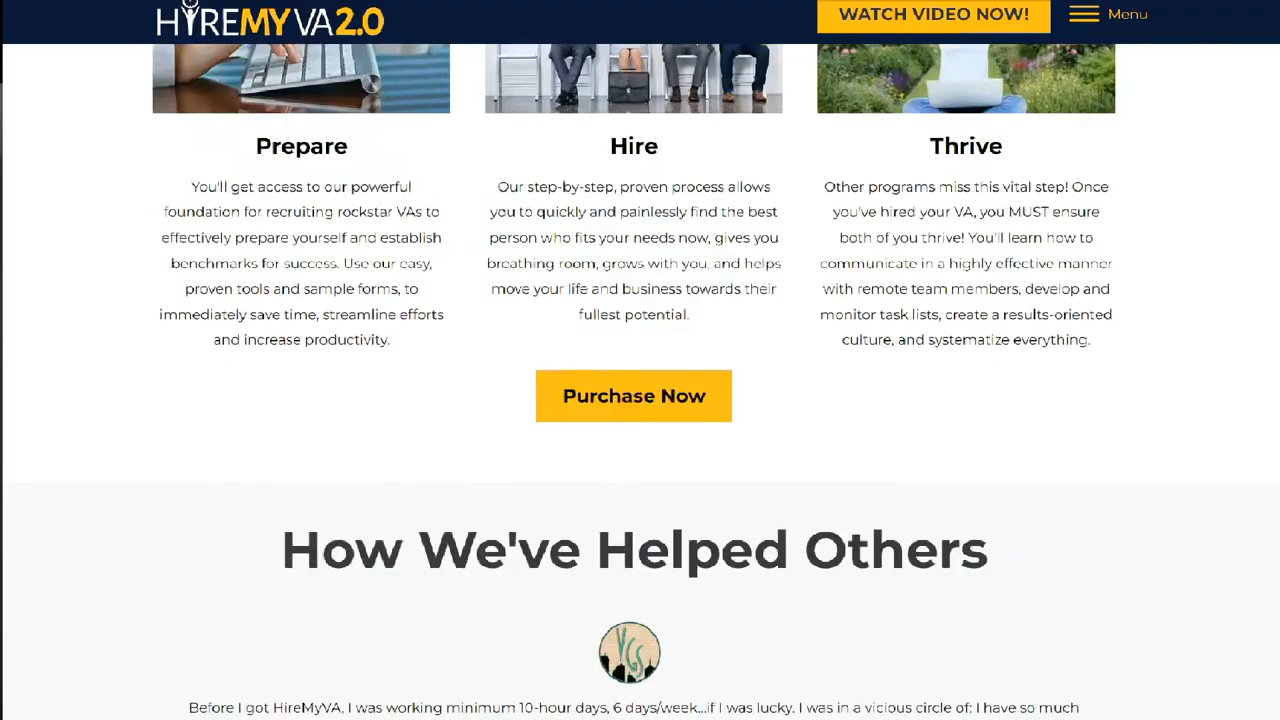 HIREMYVA2.0
WATCH VIDEO NOW!
Menu
Prepare
You'll get access to our powerful
foundation for recruiting rockstar VAs to
effectively prepare yourself and establish
benchmarks for success. Use our easy,
proven tools and sample forms, to
immediately save time, streamline efforts
and increase productivity.
Hire
Our step-by-step, proven process allows
you to quickly and painlessly find the best
person who fits your needs now, gives you
breathing room, grows with you, and helps
move your life and business towards their
fullest potential.
Thrive
Other programs miss this vital step! Once
you've hired your VA, you MUST ensure
both of you thrive! You'll learn how to
communicate in a highly effective manner
with remote team members, develop and
monitor task lists, create a results-oriented
culture, and systematize everything.
Purchase Now
How We've Helped Others
VGS
Before I got HireMyVA, I was working minimum 10-hour days, 6 days/week...if I was lucky. I was in a vicious circle of: I have so much